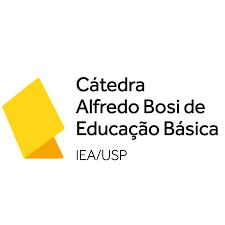 Cátedra
Alfredo Bosi de
Educação Básica
IEA/USP